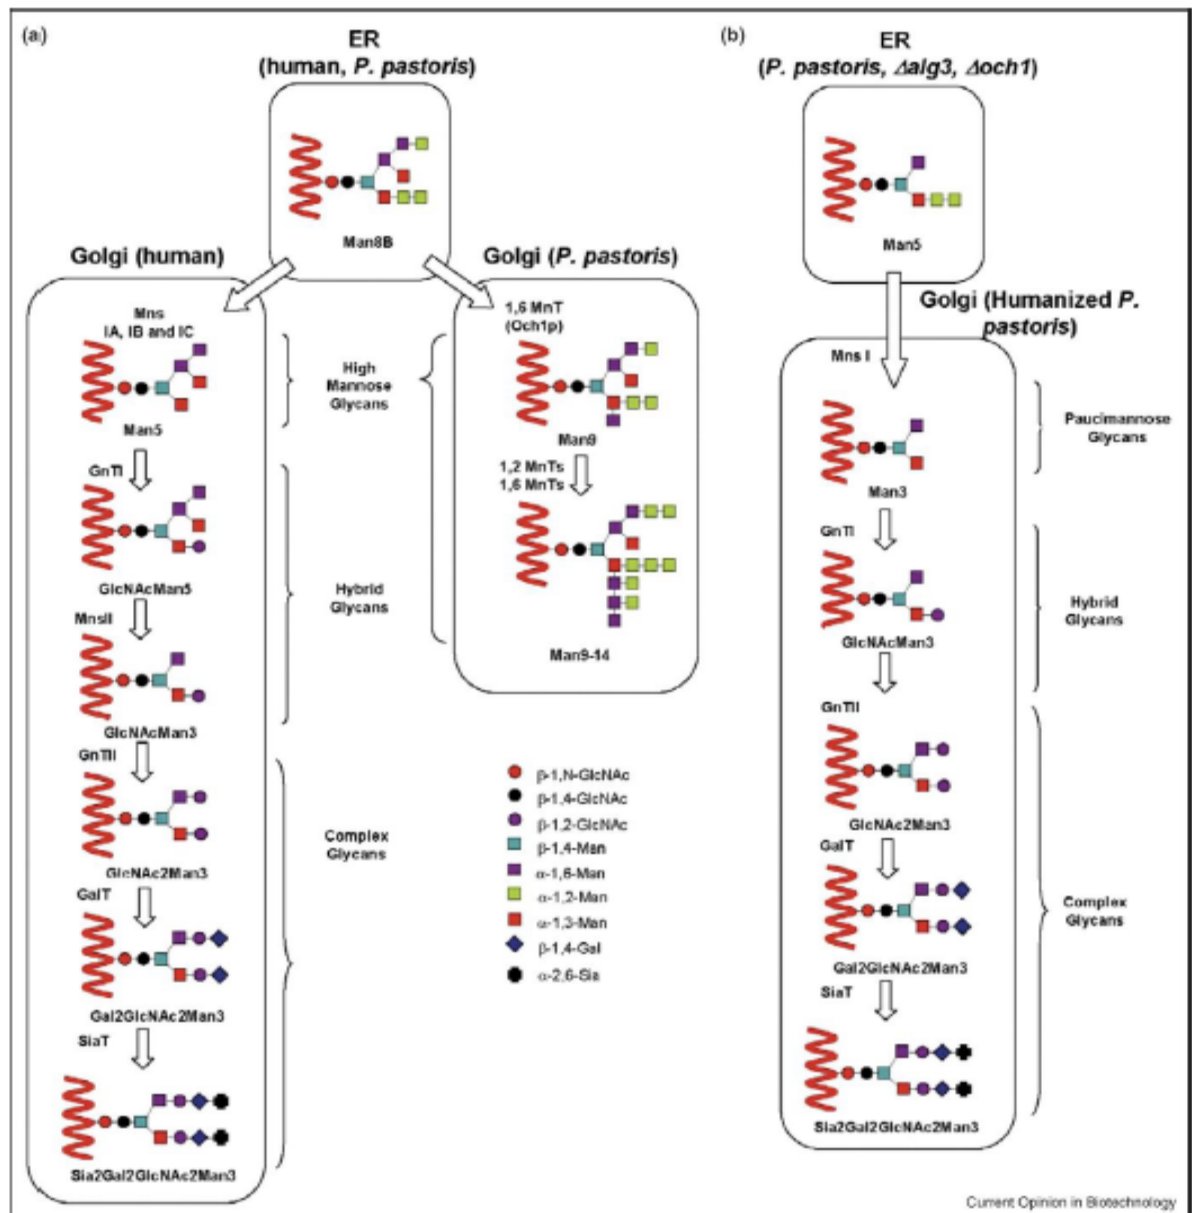 (a)
ER
(human, P. pastoris)
Man8B
Golgi (human)
Golgi (P. pastoris)
Mns
IA, IB and IC
Man5
GnTI
GlcNAcMan5
MnsII
GlcNAcMan3
GnTII
GlcNAc2Man3
GalT
Gal2GlcNAc2Man3
SiaT
Sia2Gal2GlcNAc2Man3
High
Mannose
Glycans
Hybrid
Glycans
Complex
Glycans
1,6 MnT
(Och1p)
Man9
1,2 MnTs
1,6 MnTs
Man9-14
β-1,N-GlcNAc
β-1,4-GlcNAc
β-1,2-GlcNAc
β-1,4-Man
α-1,6-Man
α-1,2-Man
α-1,3-Man
β-1,4-Gal
α-2,6-Sia
(b)
ER
(P. pastoris, Δalg3, Δoch1)
Man5
Golgi (Humanized P.
pastoris)
Mns I
Man3
GnTI
GlcNAcMan3
GnTII
GlcNAc2Man3
GalT
Gal2GlcNAc2Man3
SiaT
Sia2Gal2GlcNAc2Man3
Paucimannose
Glycans
Hybrid
Glycans
Complex
Glycans
Current Opinion in Biotechnology